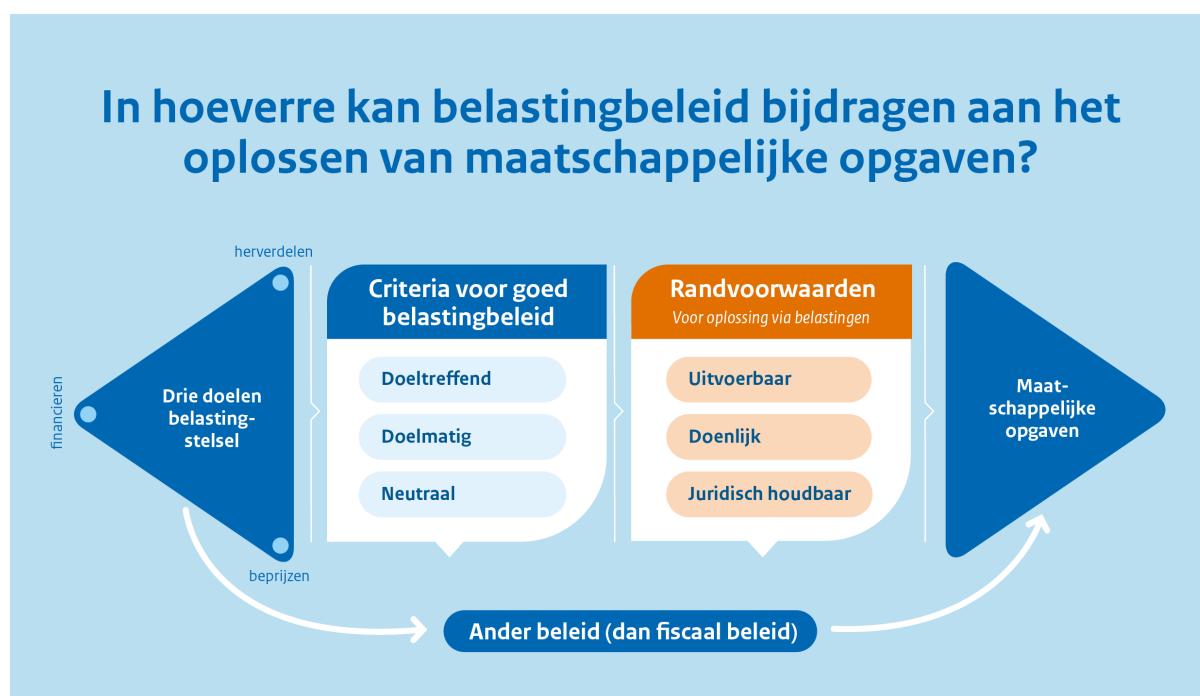 In hoeverre kan belastingbeleid bijdragen aan het
oplossen van maatschappelijke opgaven?
herverdelen
financieren
Drie doelen
belasting-
stelsel
beprijzen
Criteria voor goed
belastingbeleid
Doeltreffend
Doelmatig
Neutraal
Randvoorwaarden
Voor oplossing via belastingen
Uitvoerbaar
Doenlijk
Juridisch houdbaar
Maat-
schappelijke
opgaven
Ander beleid (dan fiscaal beleid)